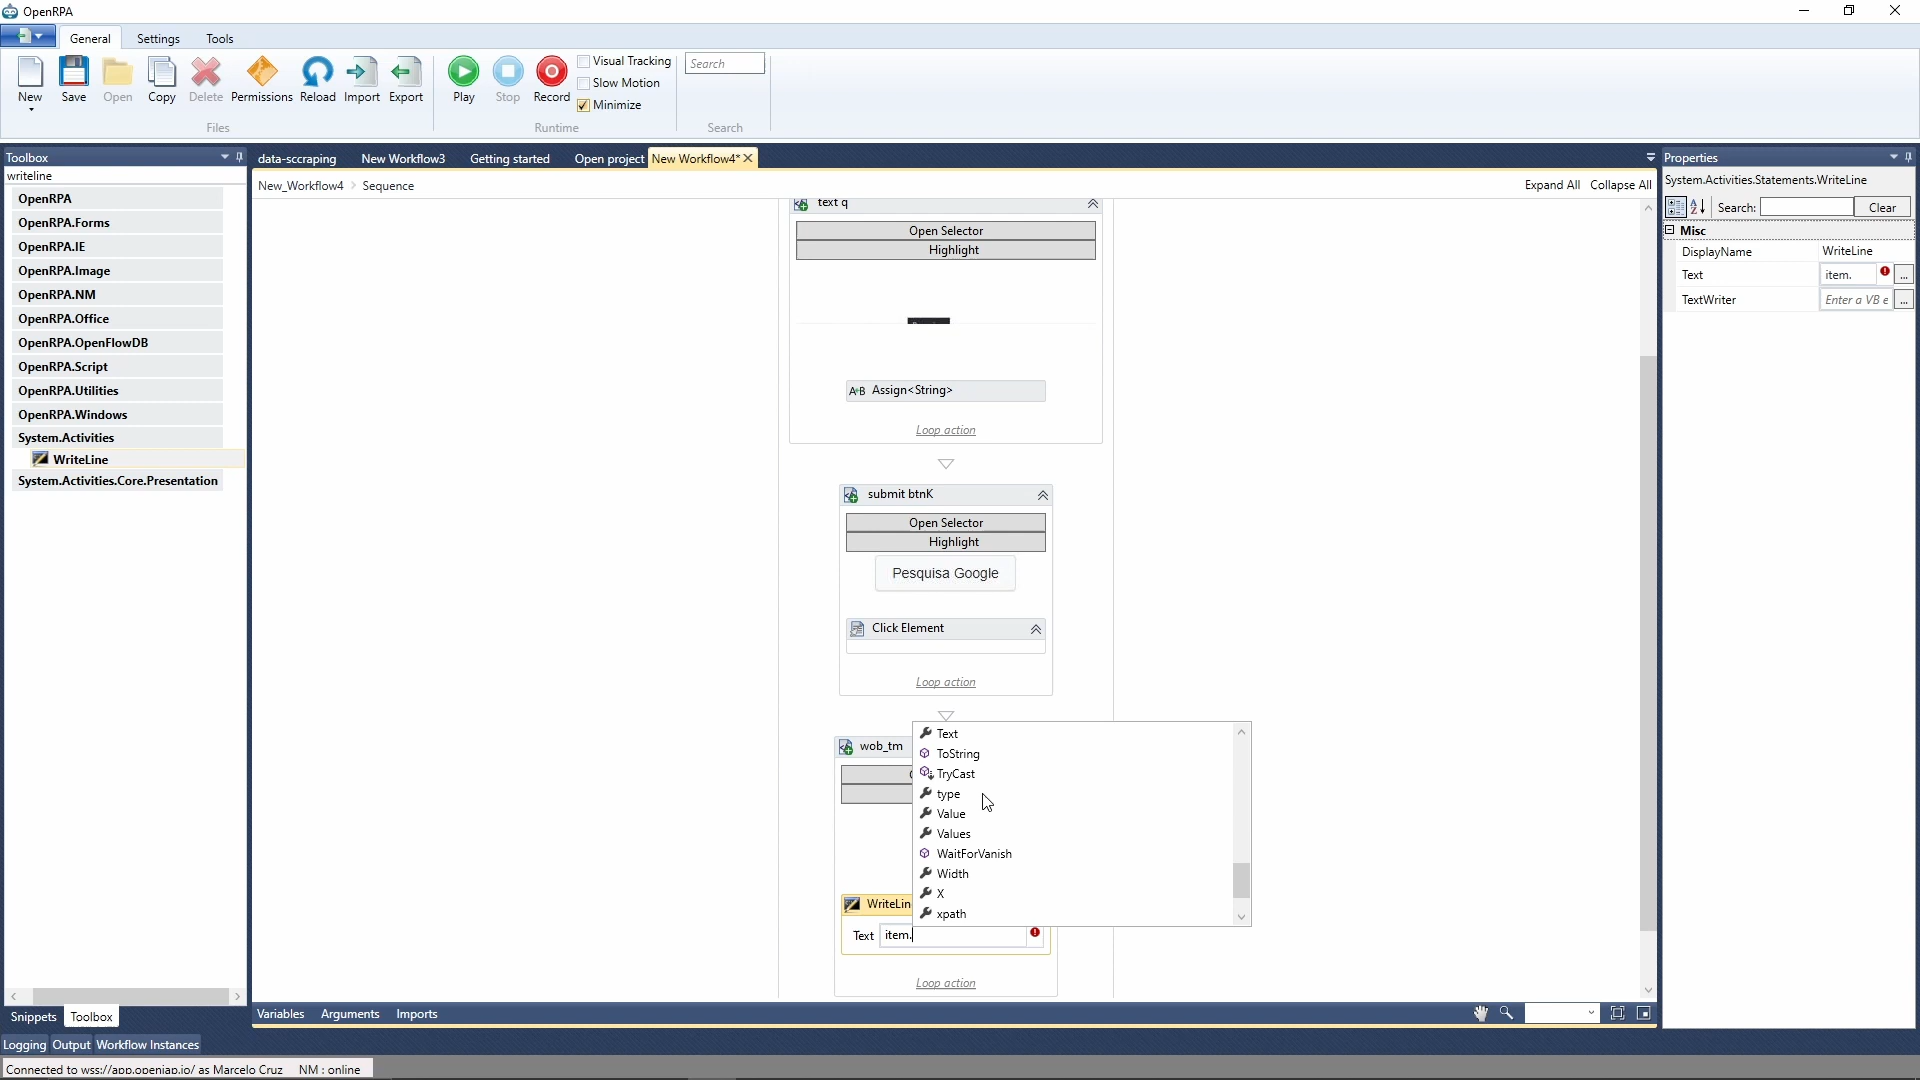 OpenRPA
General Settings Tools
New Save Open Copy Delete Permissions Reload Import Export Play Stop Record
Visual Tracking
Slow Motion
Minimize
Search
Files Runtime Search
Toolbox
writeline
OpenRPA
OpenRPA.Forms
OpenRPA.IE
OpenRPA.Image
OpenRPA.NM
OpenRPA.Office
OpenRPA.OpenFlowDB
OpenRPA.Script
OpenRPA.Utilities
OpenRPA.Windows
System.Activities
WriteLine
System.Activities.Core.Presentation
Snippets Toolbox
data-sccraping New Workflow3 Getting started Open project New Workflow4*
New_Workflow4 Sequence Expand All Collapse All
text q
Open Selector
Highlight
A+B Assign<String>
Loop action
submit btnK
Open Selector
Highlight
Pesquisa Google
Click Element
Loop action
wob_tm
Text
ToString
TryCast
type
Value
Values
WaitForVanish
Width
X
xpath
WriteLin
Text item.
Loop action
Variables Arguments Imports
Properties
System.Activities.Statements.WriteLine
Search: Clear
Misc
DisplayName WriteLine
Text item. ...
TextWriter Enter a VB e ...
Logging Output Workflow Instances
Connected to wss://app.openiap.io/ as Marcelo Cruz NM : online